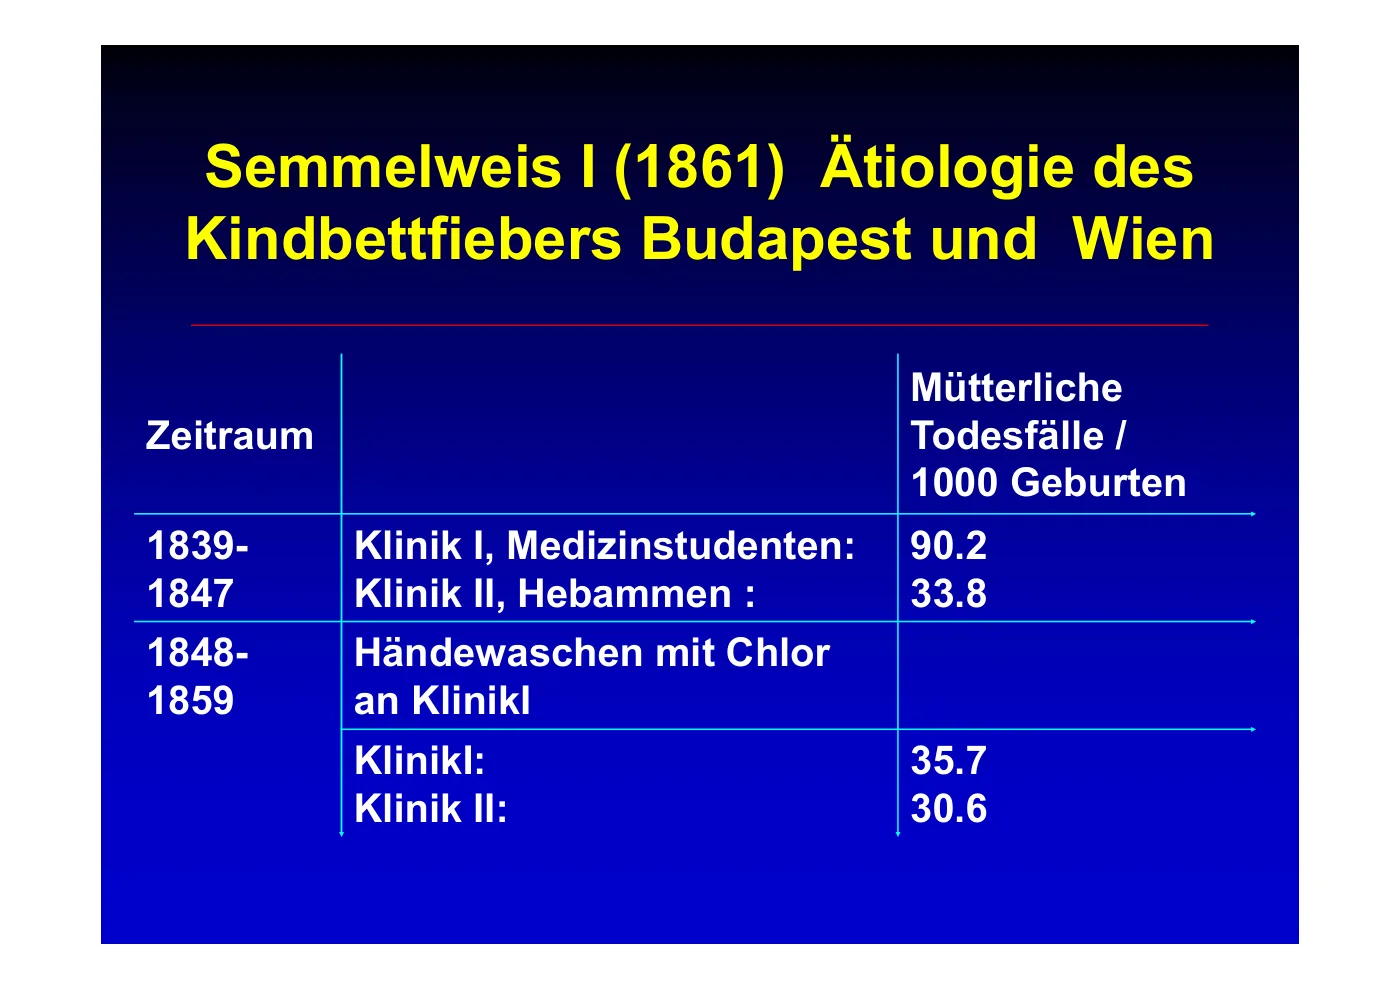 Semmelweis I (1861)  Ätiologie des
Kindbettfiebers Budapest und  Wien
Zeitraum
Mütterliche
Todesfälle /
1000 Geburten
1839-
1847
Klinik I, Medizinstudenten:
Klinik II, Hebammen :
90.2
33.8
1848-
1859
Händewaschen mit Chlor
an KlinikI
KlinikI:
Klinik II:
35.7
30.6